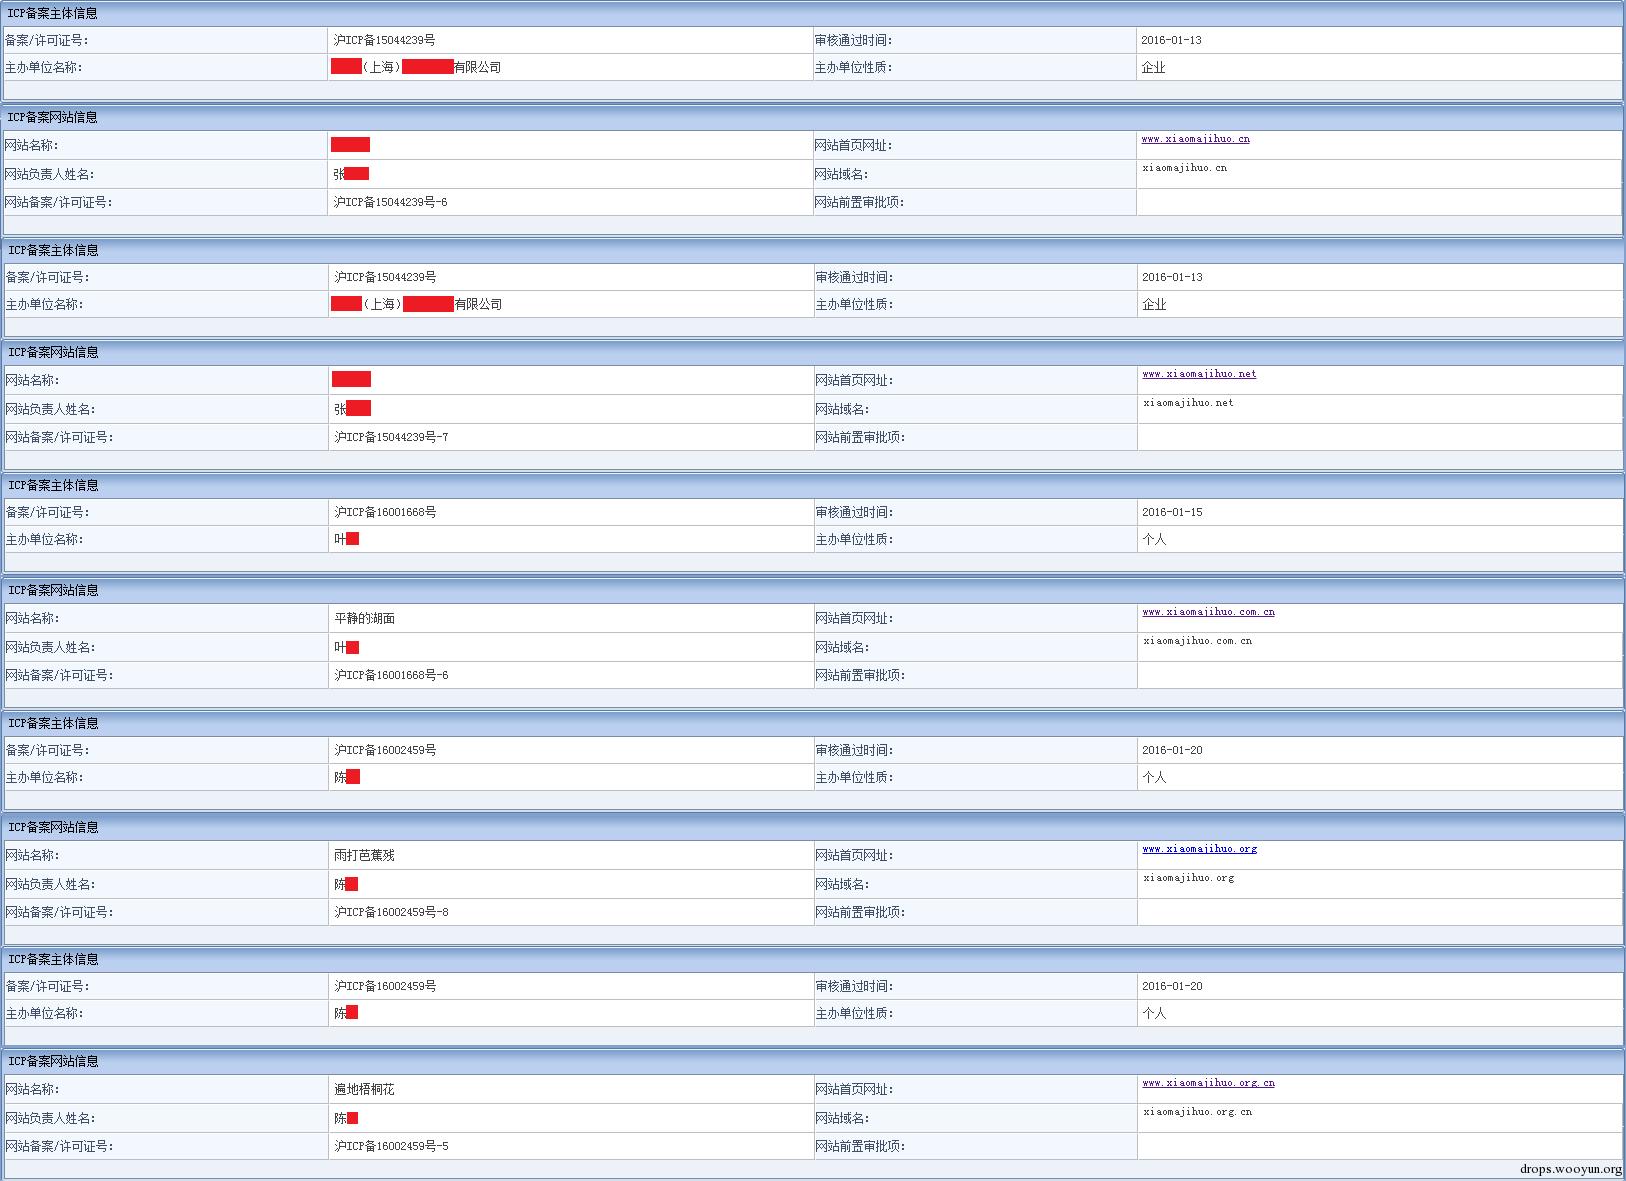 ICP备案主体信息
备案/许可证号: 沪ICP备15044239号 审核通过时间: 2016-01-13
主办单位名称: (上海) 有限公司 主办单位性质: 企业
ICP备案网站信息
网站名称: 网站首页网址: www.xiaomajihuo.cn
网站负责人姓名: 张 网站域名: xiaomajihuo.cn
网站备案/许可证号: 沪ICP备15044239号-6 网站前置审批项:
ICP备案主体信息
备案/许可证号: 沪ICP备15044239号 审核通过时间: 2016-01-13
主办单位名称: (上海) 有限公司 主办单位性质: 企业
ICP备案网站信息
网站名称: 网站首页网址: www.xiaomajihuo.net
网站负责人姓名: 张 网站域名: xiaomajihuo.net
网站备案/许可证号: 沪ICP备15044239号-7 网站前置审批项:
ICP备案主体信息
备案/许可证号: 沪ICP备16001668号 审核通过时间: 2016-01-15
主办单位名称: 叶 主办单位性质: 个人
ICP备案网站信息
网站名称: 平静的湖面 网站首页网址: www.xiaomajihuo.com.cn
网站负责人姓名: 叶 网站域名: xiaomajihuo.com.cn
网站备案/许可证号: 沪ICP备16001668号-6 网站前置审批项:
ICP备案主体信息
备案/许可证号: 沪ICP备16002459号 审核通过时间: 2016-01-20
主办单位名称: 陈 主办单位性质: 个人
ICP备案网站信息
网站名称: 雨打芭蕉残 网站首页网址: www.xiaomajihuo.org
网站负责人姓名: 陈 网站域名: xiaomajihuo.org
网站备案/许可证号: 沪ICP备16002459号-8 网站前置审批项:
ICP备案主体信息
备案/许可证号: 沪ICP备16002459号 审核通过时间: 2016-01-20
主办单位名称: 陈 主办单位性质: 个人
ICP备案网站信息
网站名称: 遍地梧桐花 网站首页网址: www.xiaomajihuo.org.cn
网站负责人姓名: 陈 网站域名: xiaomajihuo.org.cn
网站备案/许可证号: 沪ICP备16002459号-5 网站前置审批项:
drops.wooyun.org